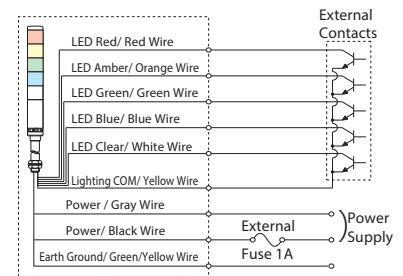 External
Contacts
LED Red/ Red Wire
LED Amber/ Orange Wire
LED Green/ Green Wire
LED Blue/ Blue Wire
LED Clear/ White Wire
Lighting COM/ Yellow Wire
Power / Gray Wire
Power/ Black Wire
External
Fuse 1A
Power
Supply
Earth Ground/ Green/Yellow Wire